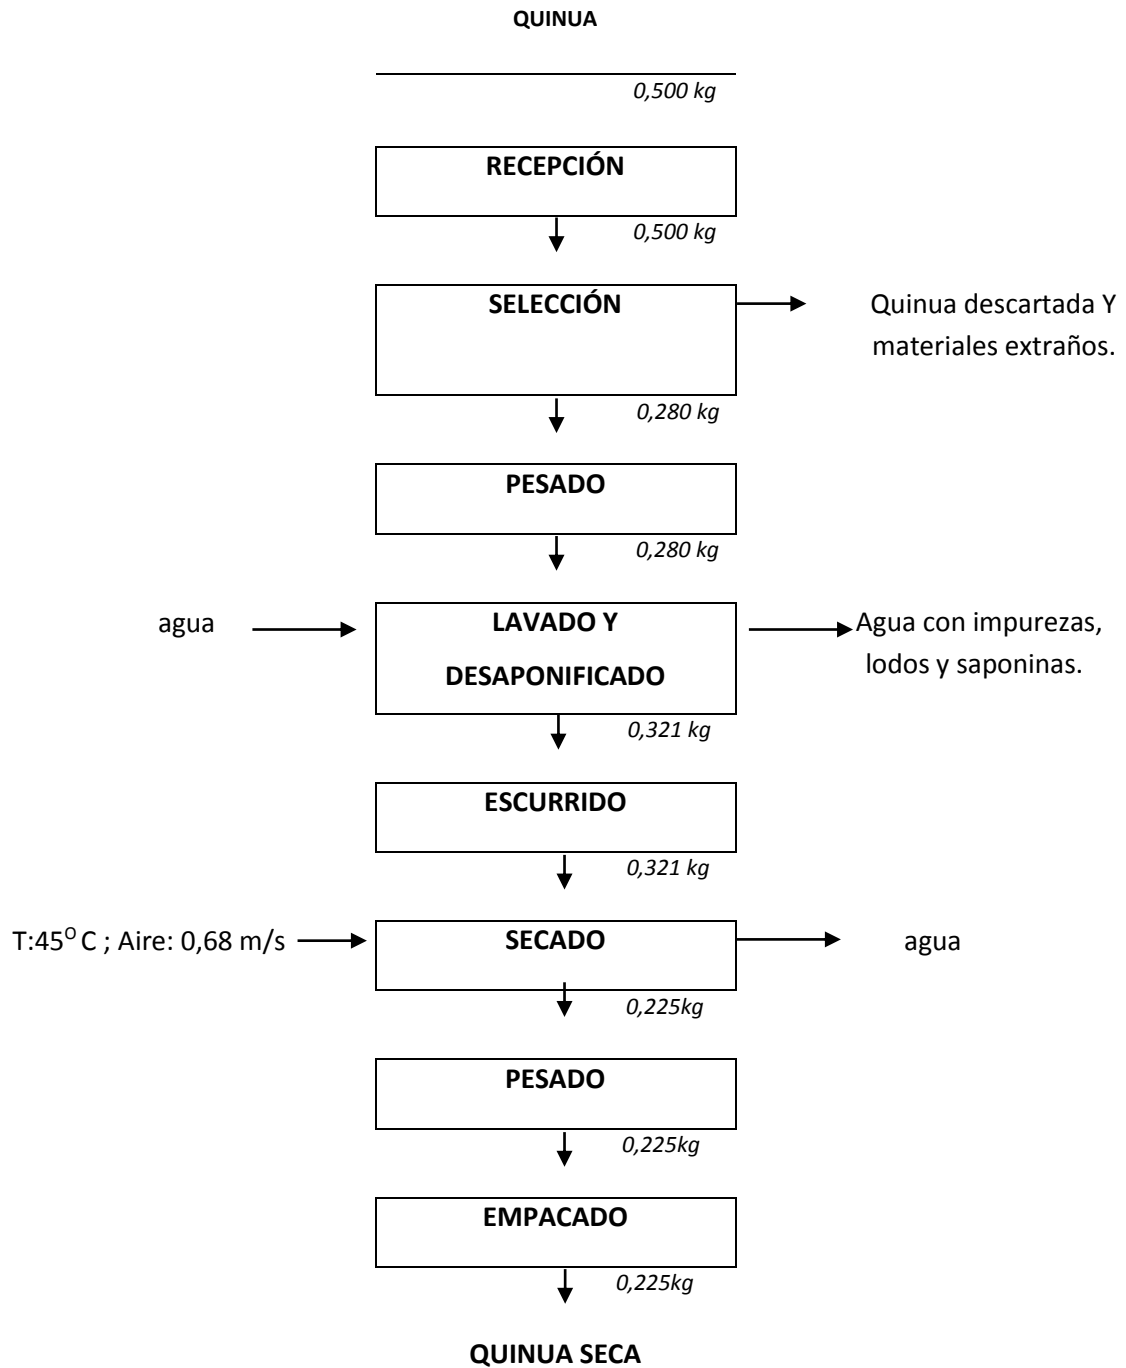 QUINUA
0,500 kg
RECEPCIÓN
0,500 kg
SELECCIÓN
Quinua descartada Y
materiales extraños.
0,280 kg
PESADO
0,280 kg
agua
LAVADO Y
DESAPONIFICADO
Agua con impurezas,
lodos y saponinas.
0,321 kg
ESCURRIDO
0,321 kg
T:45⁰ C ; Aire: 0,68 m/s
SECADO
agua
0,225kg
PESADO
0,225kg
EMPACADO
0,225kg
QUINUA SECA